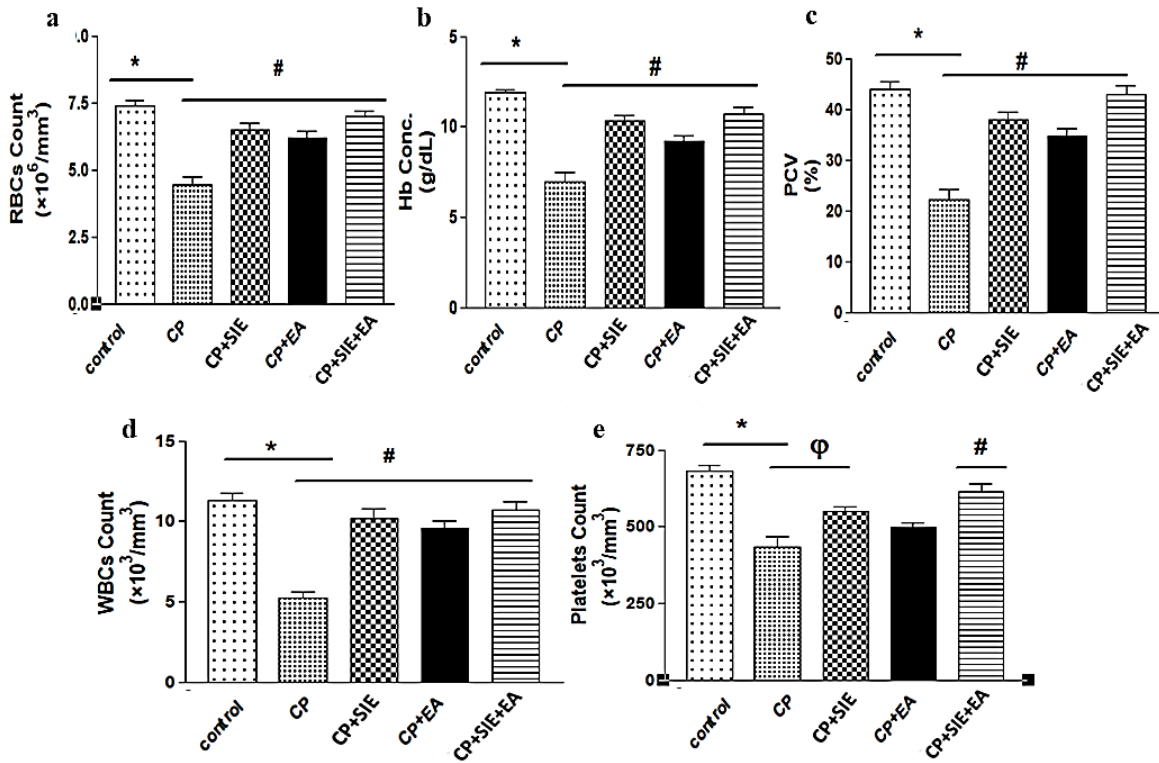 a
RBCs Count
(×10⁶/mm³)
.0
7.5
5.0
2.5
0.0
*
#
control
CP
CP+SIE
CP+EA
CP+SIE+EA
b
Hb Conc.
(g/dL)
5
10
5
0
*
#
control
CP
CP+SIE
CP+EA
CP+SIE+EA
c
PCV
(%)
50
40
30
20
10
0
*
#
control
CP
CP+SIE
CP+EA
CP+SIE+EA
d
WBCs Count
(×10³/mm³)
15
10
5
0
*
#
control
CP
CP+SIE
CP+EA
CP+SIE+EA
e
Platelets Count
(×10³/mm³)
750
500
250
0
*
φ
#
control
CP
CP+SIE
CP+EA
CP+SIE+EA